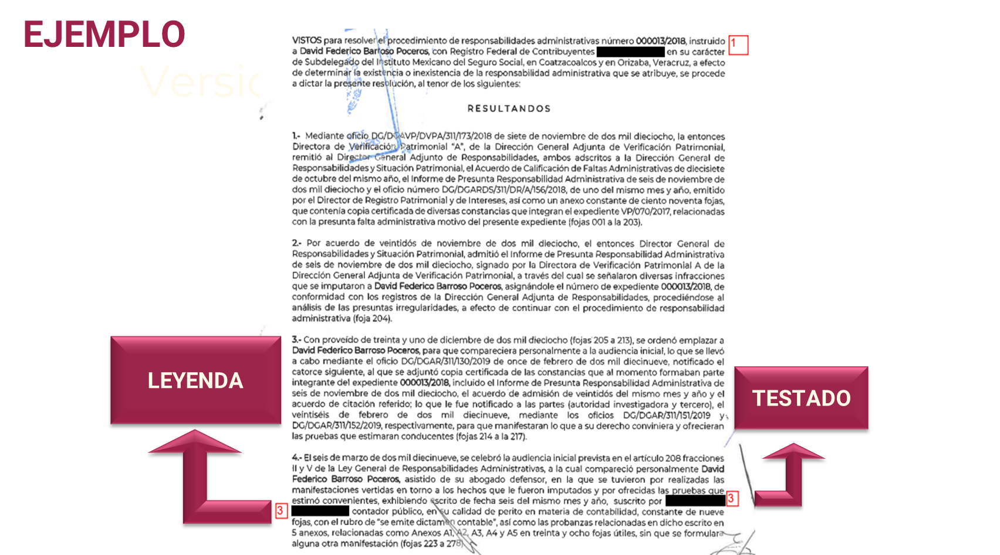 EJEMPLO
Versio
VISTOS para resolver el procedimiento de responsabilidades administrativas número 000013/2018, instruido
1
a David Federico Barroso Poceros, con Registro Federal de Contribuyentes en su carácter
de Subdelegado del Instituto Mexicano del Seguro Social, en Coatzacoalcos y en Orizaba, Veracruz, a efecto
de determinar la existencia o inexistencia de la responsabilidad administrativa que se atribuye, se procede
a dictar la presente resolución, al tenor de los siguientes:
RESULTANDOS
1.- Mediante oficio DG/DGAVP/DVPA/311/173/2018 de siete de noviembre de dos mil dieciocho, la entonces
Directora de Verificación Patrimonial "A", de la Dirección General Adjunta de Verificación Patrimonial,
remitió al Director General Adjunto de Responsabilidades, ambos adscritos a la Dirección General de
Responsabilidades y Situación Patrimonial, el Acuerdo de Calificación de Faltas Administrativas de diecisiete
de octubre del mismo año, el Informe de Presunta Responsabilidad Administrativa de seis de noviembre de
dos mil dieciocho y el oficio número DG/DGARDS/311/DR/A/156/2018, de uno del mismo mes y año, emitido
por el Director de Registro Patrimonial y de Intereses, así como un anexo constante de ciento noventa fojas,
que contenía copia certificada de diversas constancias que integran el expediente VP/070/2017, relacionadas
con la presunta falta administrativa motivo del presente expediente (fojas 001 a la 203).
2.- Por acuerdo de veintidós de noviembre de dos mil dieciocho, el entonces Director General de
Responsabilidades y Situación Patrimonial, admitió el Informe de Presunta Responsabilidad Administrativa
de seis de noviembre de dos mil dieciocho, signado por la Directora de Verificación Patrimonial A de la
Dirección General Adjunta de Verificación Patrimonial, a través del cual se señalaron diversas infracciones
que se imputaron a David Federico Barroso Poceros, asignándole el número de expediente 000013/2018, de
conformidad con los registros de la Dirección General Adjunta de Responsabilidades, procediéndose al
análisis de las presuntas irregularidades, a efecto de continuar con el procedimiento de responsabilidad
administrativa (foja 204).
3.- Con proveído de treinta y uno de diciembre de dos mil dieciocho (fojas 205 a 213), se ordenó emplazar a
David Federico Barroso Poceros, para que compareciera personalmente a la audiencia inicial, lo que se llevó
a cabo mediante el oficio DG/DGAR/311/130/2019 de once de febrero de dos mil diecinueve, notificado el
catorce siguiente, al que se adjuntó copia certificada de las constancias que al momento formaban parte
integrante del expediente 000013/2018, incluido el Informe de Presunta Responsabilidad Administrativa de
seis de noviembre de dos mil dieciocho, el acuerdo de admisión de veintidós del mismo mes y año y el
acuerdo de citación referido; lo que le fue notificado a las partes (autoridad investigadora y tercero), el
veintiséis de febrero de dos mil diecinueve, mediante los oficios DG/DGAR/311/151/2019 y
DG/DGAR/311/152/2019, respectivamente, para que manifestaran lo que a su derecho conviniera y ofrecieran
las pruebas que estimaran conducentes (fojas 214 a la 217).
LEYENDA
TESTADO
4.- El seis de marzo de dos mil diecinueve, se celebró la audiencia inicial prevista en el artículo 208 fracciones
II y V de la Ley General de Responsabilidades Administrativas, a la cual compareció personalmente David
Federico Barroso Poceros, asistido de su abogado defensor, en la que se tuvieron por realizadas las
manifestaciones vertidas en torno a los hechos que le fueron imputados y por ofrecidas las pruebas que
estimó convenientes, exhibiendo escrito de fecha seis del mismo mes y año, suscrito por
3
3
contador público, en su calidad de perito en materia de contabilidad, constante de nueve
fojas, con el rubro de "se emite dictamen contable", así como las probanzas relacionadas en dicho escrito en
5 anexos, relacionadas como Anexos A1, A2, A3, A4 y A5 en treinta y ocho fojas útiles, sin que se formulara
alguna otra manifestación (fojas 223 a 278)